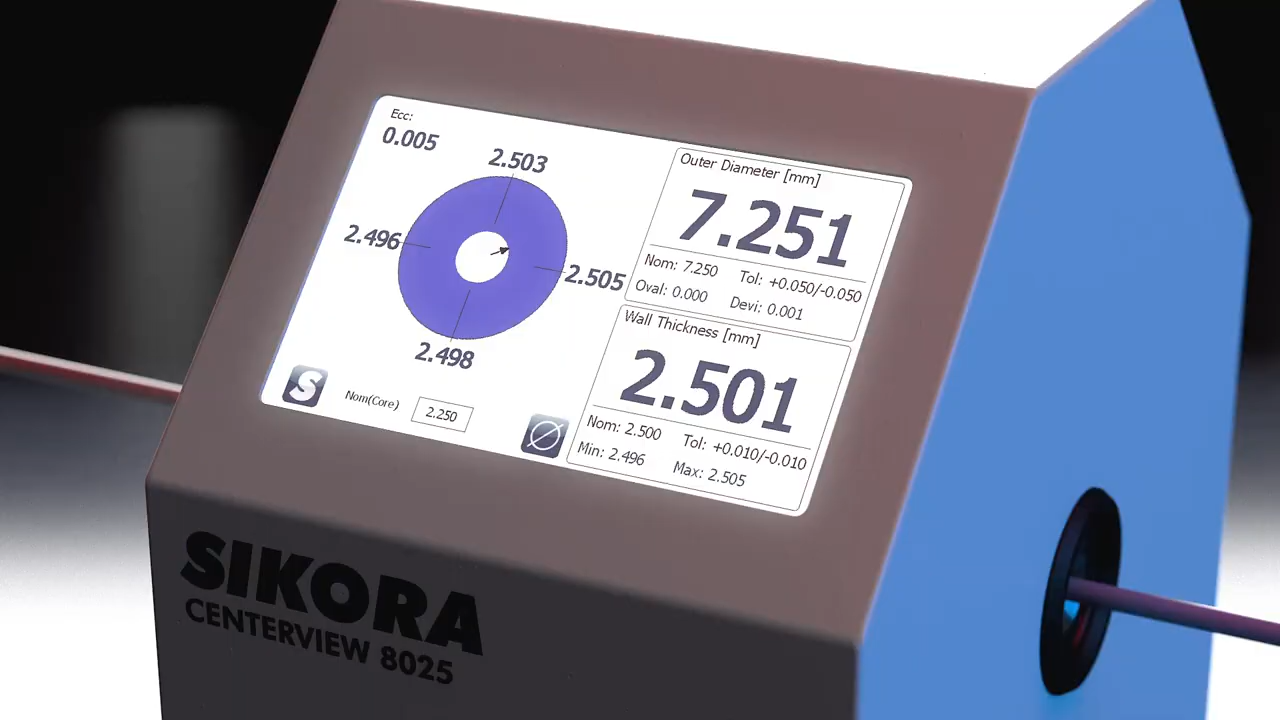 Ecc:
0.005
2.503
2.496
2.505
2.498
Nom(Core) 2.250
Outer Diameter [mm]
7.251
Nom: 7.250 Tol: +0.050/-0.050
Oval: 0.000 Devi: 0.001
Wall Thickness [mm]
2.501
Nom: 2.500 Tol: +0.010/-0.010
Min: 2.496 Max: 2.505
S
SIKORA
CENTERVIEW 8025